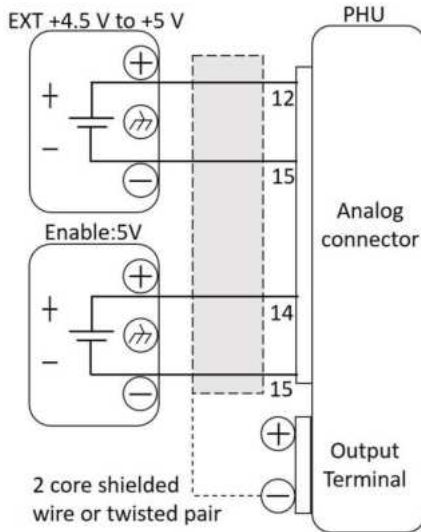 EXT +4.5 V to +5 V
PHU
+
+
12
−
−
15
Analog
connector
Enable:5V
+
+
14
−
−
15
+
Output
Terminal
−
2 core shielded
wire or twisted pair